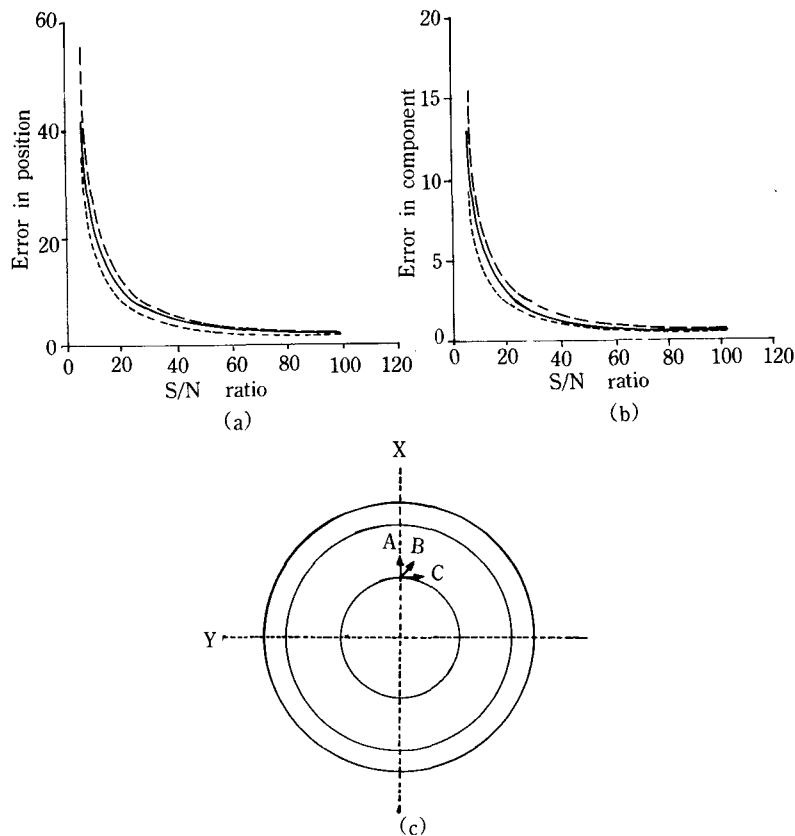 60
40
20
0
Error in position
0 20 40 60 80 100 120
S/N ratio
(a)
20
15
10
5
0
Error in component
0 20 40 60 80 100 120
S/N ratio
(b)
X
A B
C
Y
(c)